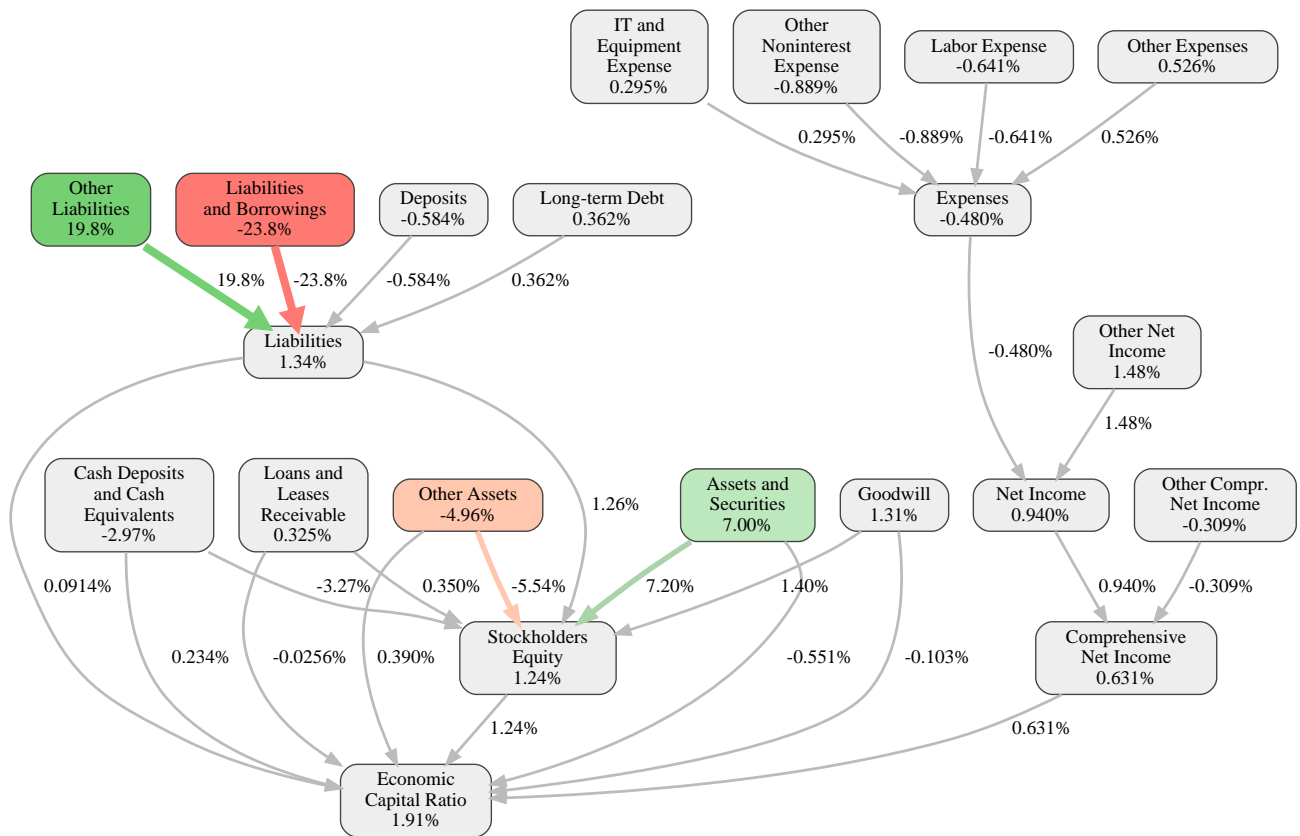 IT and
Equipment
Expense
0.295%
Other
Noninterest
Expense
-0.889%
Labor Expense
-0.641%
Other Expenses
0.526%
0.295%
-0.889%
-0.641%
0.526%
Other
Liabilities
19.8%
Liabilities
and Borrowings
-23.8%
Deposits
-0.584%
Long-term Debt
0.362%
Expenses
-0.480%
19.8%
-23.8%
-0.584%
0.362%
Liabilities
1.34%
-0.480%
Other Net
Income
1.48%
1.48%
Cash Deposits
and Cash
Equivalents
-2.97%
Loans and
Leases
Receivable
0.325%
Other Assets
-4.96%
1.26%
Assets and
Securities
7.00%
Goodwill
1.31%
Net Income
0.940%
Other Compr.
Net Income
-0.309%
0.0914%
-3.27%
0.350%
-5.54%
7.20%
1.40%
0.940%
-0.309%
0.234%
-0.0256%
0.390%
Stockholders
Equity
1.24%
-0.551%
-0.103%
Comprehensive
Net Income
0.631%
1.24%
0.631%
Economic
Capital Ratio
1.91%